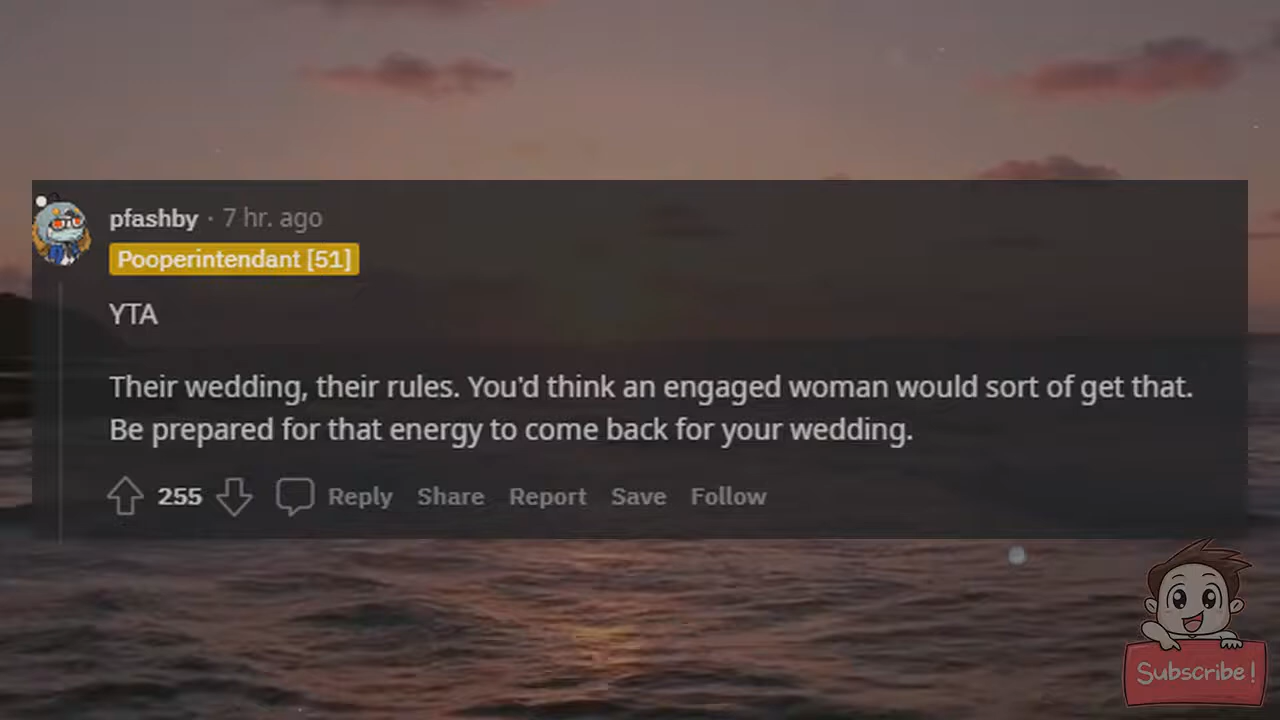 pfashby · 7 hr. ago
Pooperintendant [51]
YTA
Their wedding, their rules. You'd think an engaged woman would sort of get that.
Be prepared for that energy to come back for your wedding.
255 Reply Share Report Save Follow
Subscribe!